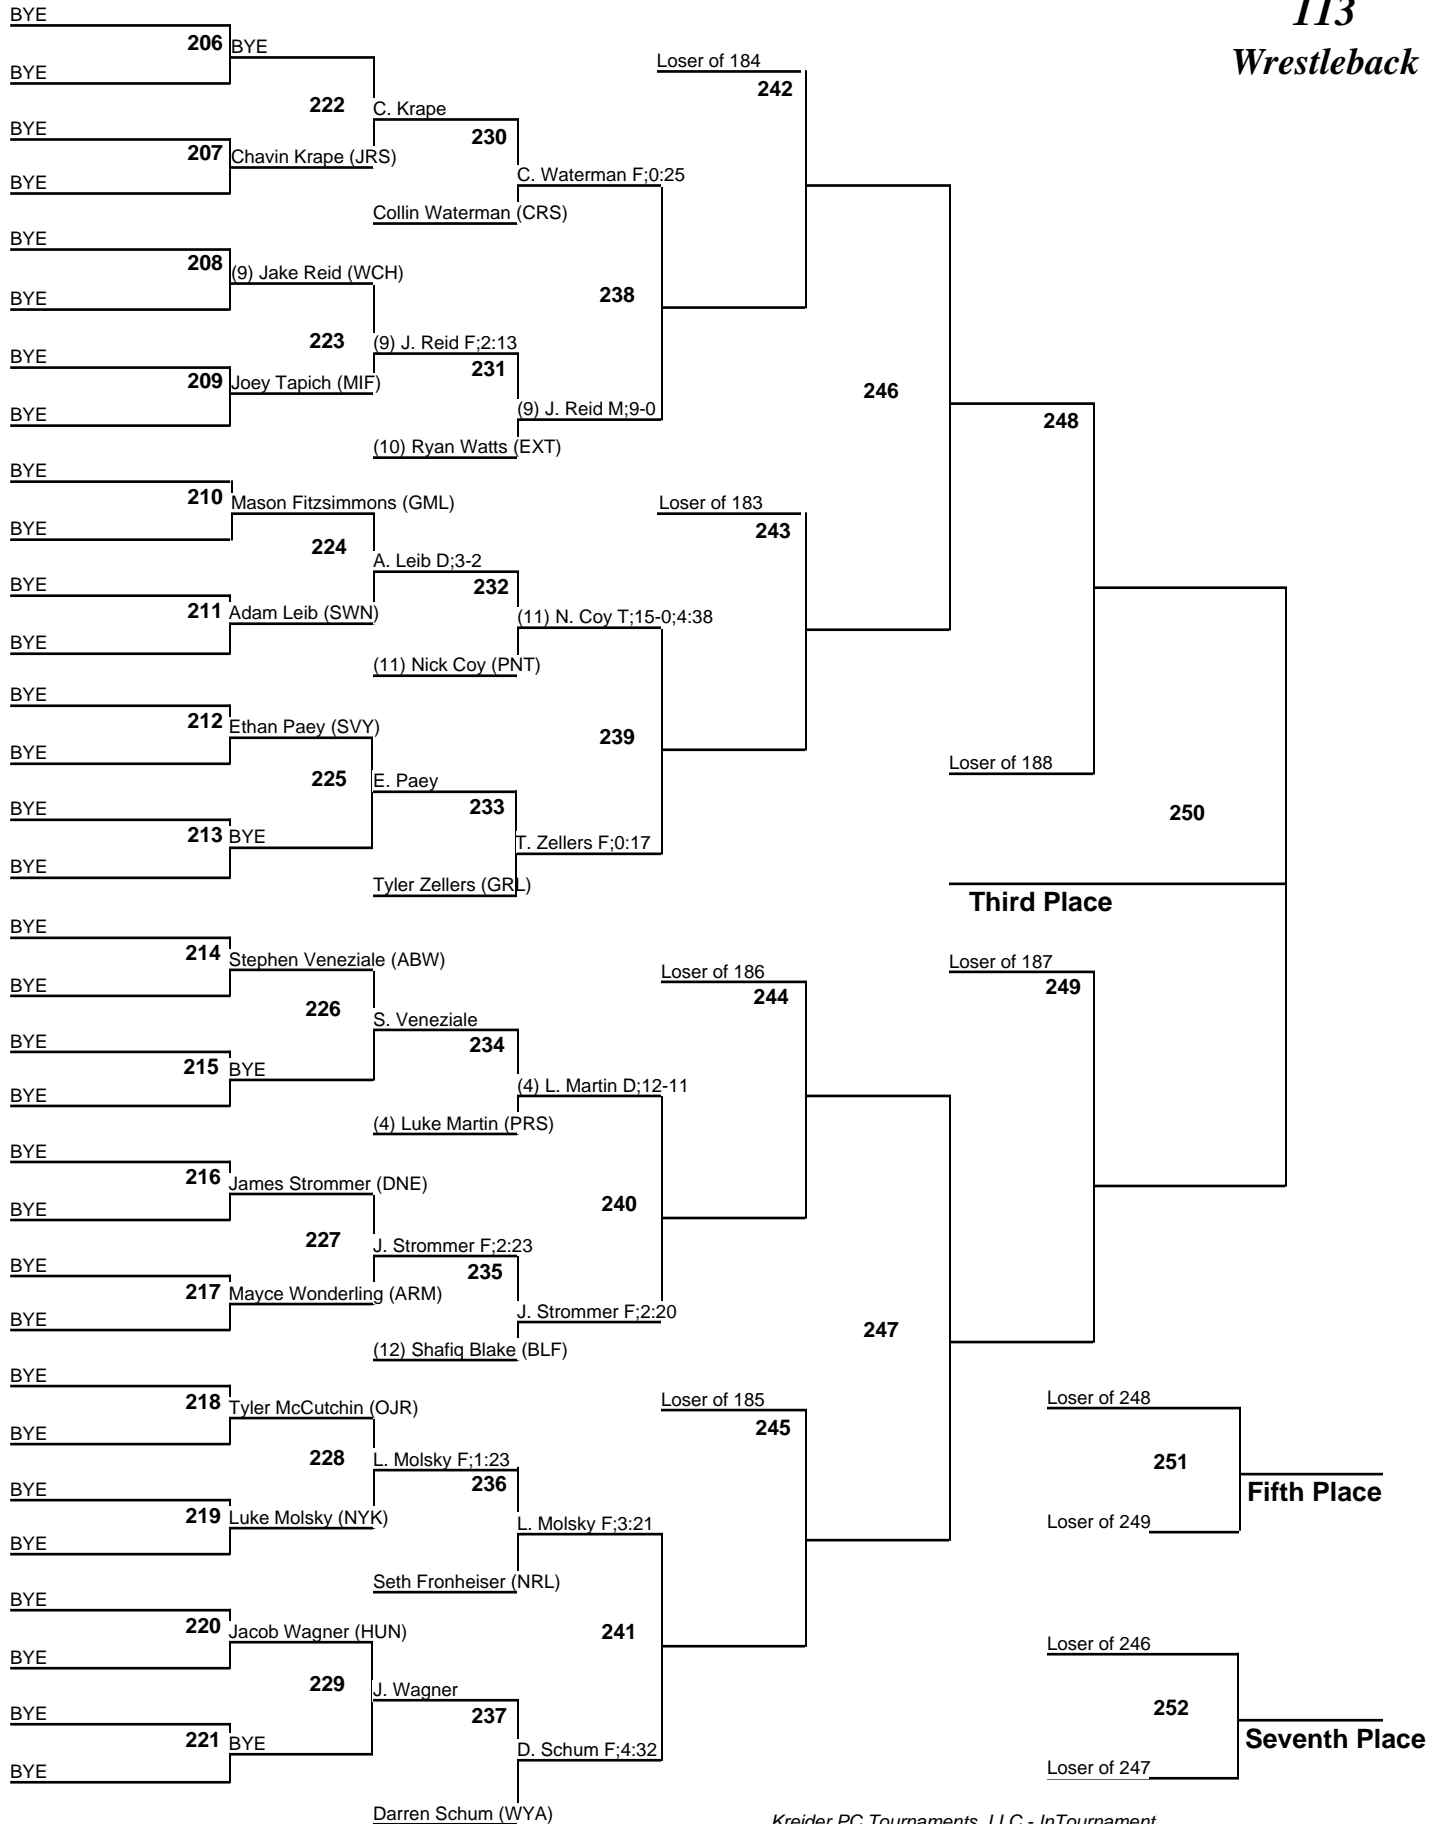 113
Wrestleback
BYE
206 BYE
BYE
222 C. Krape
BYE
207 Chavin Krape (JRS)
BYE
230
C. Waterman F;0:25
Collin Waterman (CRS)
Loser of 184
242
BYE
208 (9) Jake Reid (WCH)
BYE
238
223 (9) J. Reid F;2:13
BYE
209 Joey Tapich (MIF)
BYE
231
(9) J. Reid M;9-0
(10) Ryan Watts (EXT)
246
248
BYE
210 Mason Fitzsimmons (GML)
BYE
224 A. Leib D;3-2
BYE
211 Adam Leib (SWN)
BYE
232
(11) N. Coy T;15-0;4:38
(11) Nick Coy (PNT)
Loser of 183
243
BYE
212 Ethan Paey (SVY)
BYE
239
225 E. Paey
BYE
213 BYE
BYE
233
T. Zellers F;0:17
Tyler Zellers (GRL)
Loser of 188
250
Third Place
BYE
214 Stephen Veneziale (ABW)
BYE
226 S. Veneziale
BYE
215 BYE
BYE
234
(4) L. Martin D;12-11
(4) Luke Martin (PRS)
Loser of 186
244
Loser of 187
249
BYE
216 James Strommer (DNE)
BYE
240
227 J. Strommer F;2:23
BYE
217 Mayce Wonderling (ARM)
BYE
235
J. Strommer F;2:20
(12) Shafiq Blake (BLF)
247
BYE
218 Tyler McCutchin (OJR)
BYE
228 L. Molsky F;1:23
BYE
219 Luke Molsky (NYK)
BYE
236
L. Molsky F;3:21
Seth Fronheiser (NRL)
Loser of 185
245
Loser of 248
251
Fifth Place
Loser of 249
BYE
220 Jacob Wagner (HUN)
BYE
241
229 J. Wagner
BYE
221 BYE
BYE
237
D. Schum F;4:32
Darren Schum (WYA)
Loser of 246
252
Seventh Place
Loser of 247
Kreider PC Tournaments, LLC - InTournament